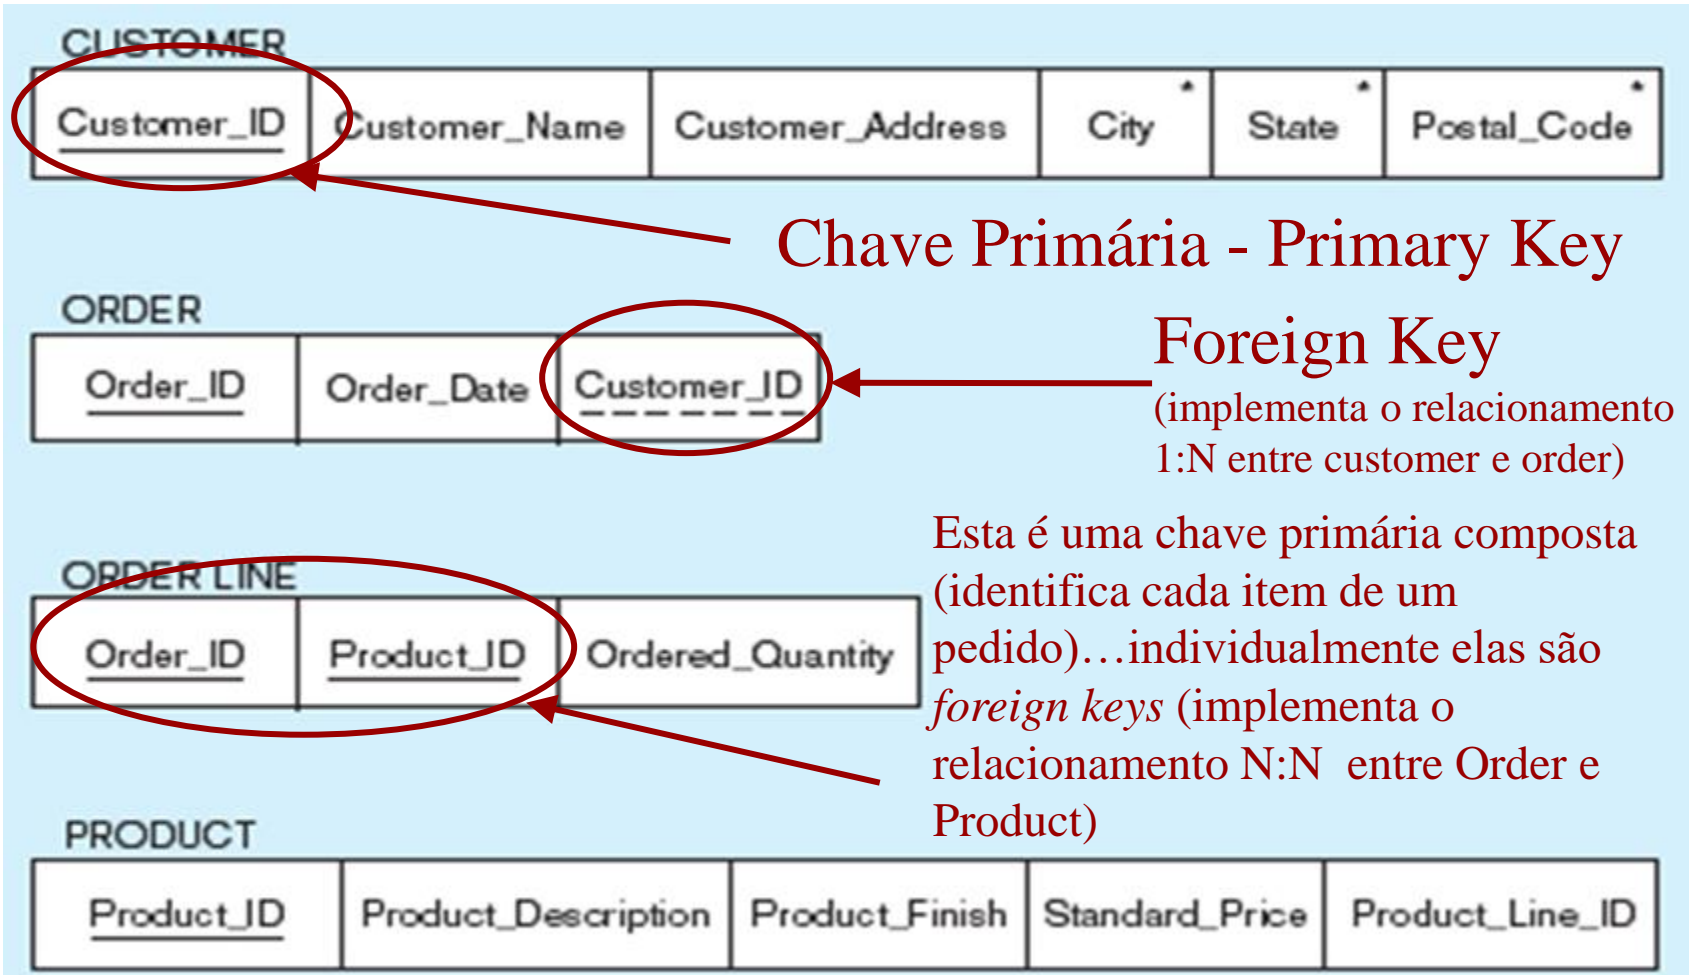 CUSTOMER
Customer_ID Customer_Name Customer_Address City * State * Postal_Code *
Chave Primária - Primary Key
ORDER
Order_ID Order_Date Customer_ID
Foreign Key
(implementa o relacionamento
1:N entre customer e order)
ORDER LINE
Order_ID Product_ID Ordered_Quantity
Esta é uma chave primária composta
(identifica cada item de um
pedido)…individualmente elas são
foreign keys (implementa o
relacionamento N:N entre Order e
Product)
PRODUCT
Product_ID Product_Description Product_Finish Standard_Price Product_Line_ID